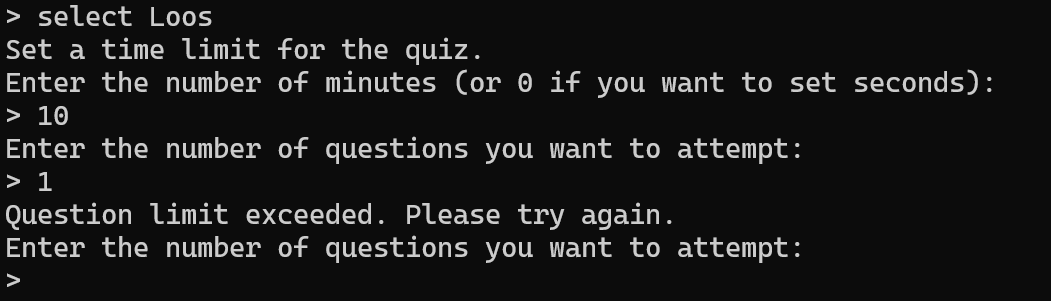 > select Loos
Set a time limit for the quiz.
Enter the number of minutes (or 0 if you want to set seconds):
> 10
Enter the number of questions you want to attempt:
> 1
Question limit exceeded. Please try again.
Enter the number of questions you want to attempt:
>